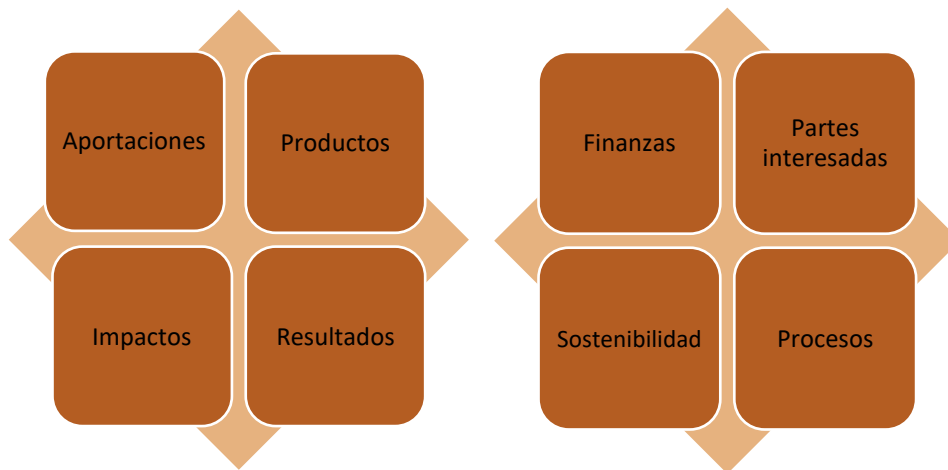 Aportaciones
Productos
Impactos
Resultados
Finanzas
Partes
interesadas
Sostenibilidad
Procesos